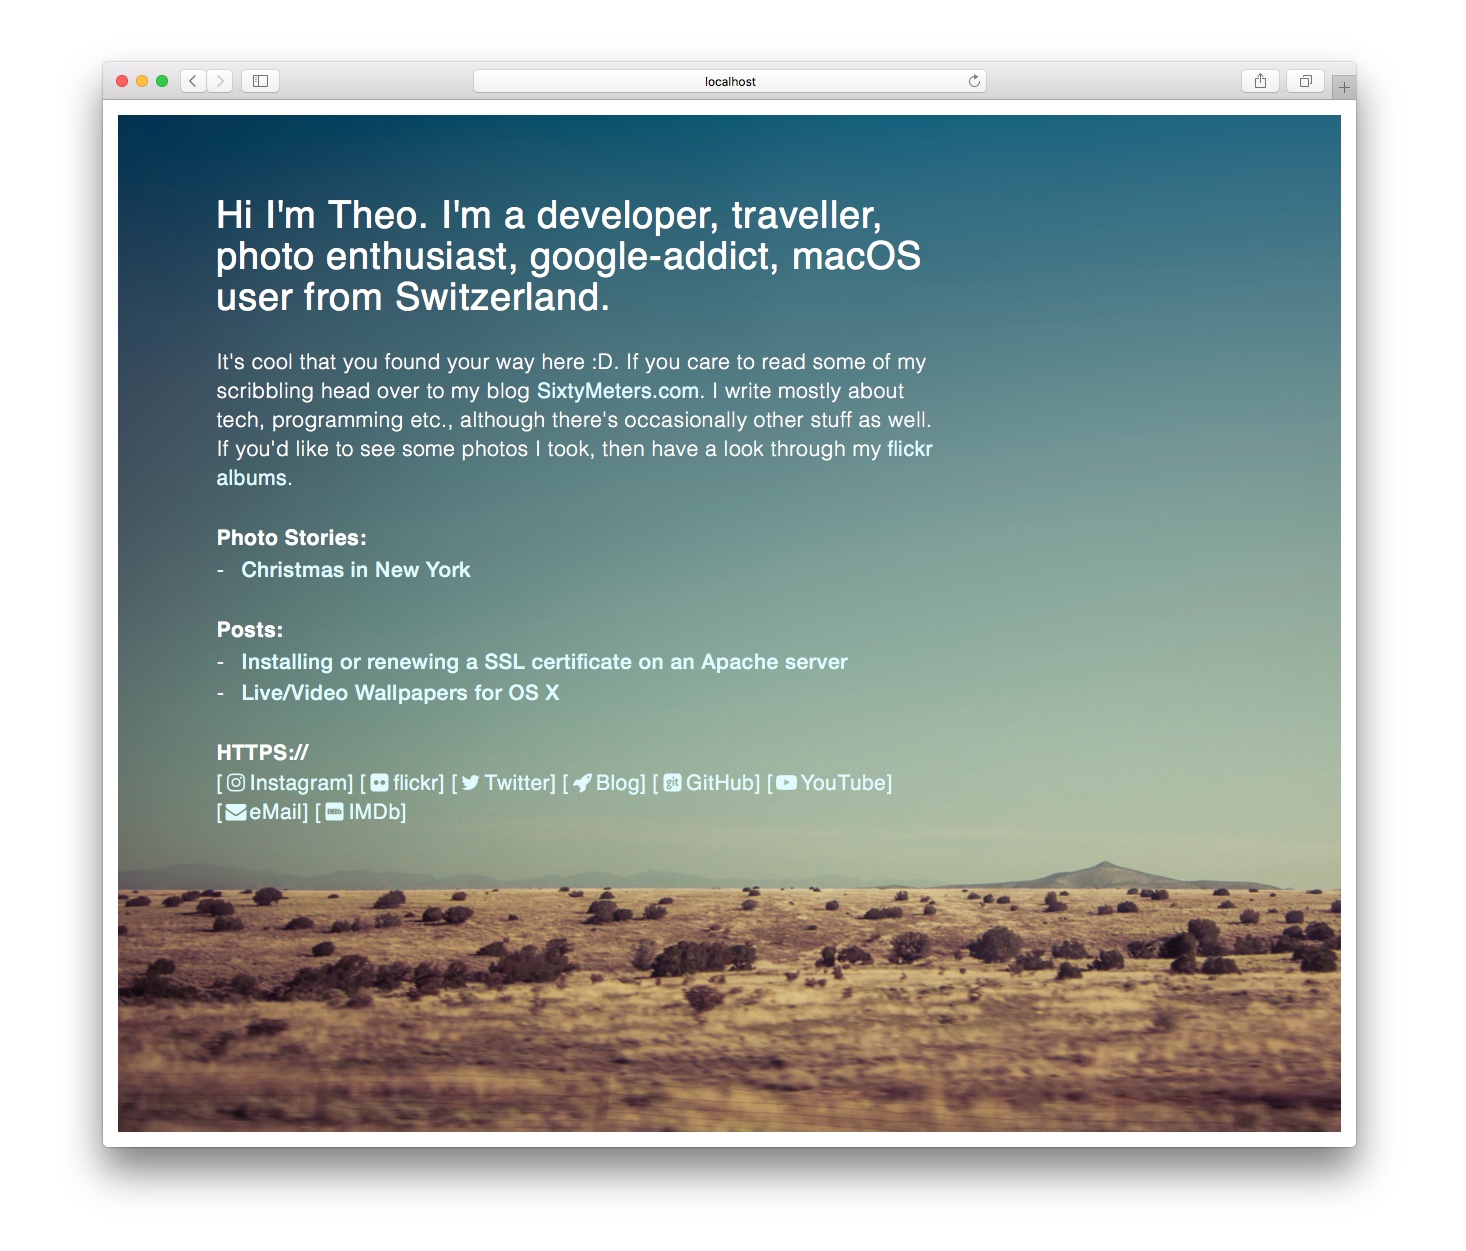 localhost
Hi I'm Theo. I'm a developer, traveller,
photo enthusiast, google-addict, macOS
user from Switzerland.
It's cool that you found your way here :D. If you care to read some of my
scribbling head over to my blog SixtyMeters.com. I write mostly about
tech, programming etc., although there's occasionally other stuff as well.
If you'd like to see some photos I took, then have a look through my flickr
albums.
Photo Stories:
- Christmas in New York
Posts:
- Installing or renewing a SSL certificate on an Apache server
- Live/Video Wallpapers for OS X
HTTPS://
[ Instagram] [ flickr] [ Twitter] [ Blog] [ git GitHub] [ YouTube]
[ eMail] [ IMDb IMDb]